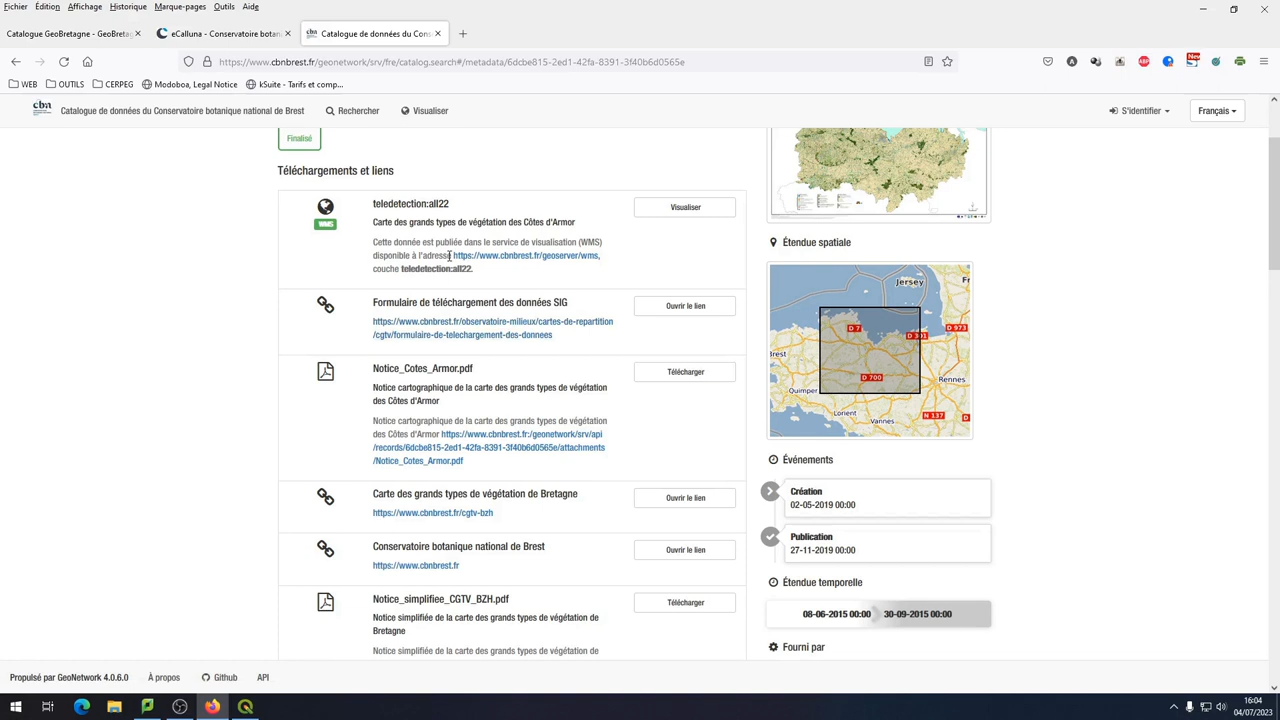 Fichier Édition Affichage Historique Marque-pages Outils Aide
Catalogue GeoBretagne - GeoBretag
eCalluna - Conservatoire botan
cbn Catalogue de données du Cons
https://www.cbnbrest.fr/geonetwork/srv/fre/catalog.search#/metadata/6dcbe815-2ed1-42fa-8391-3f40b6d0565e
New
ABP
WEB OUTILS CERPEG Modoboa, Legal Notice kSuite - Tarifs et comp...
cbn Catalogue de données du Conservatoire botanique national de Brest Rechercher Visualiser S'identifier Français
Finalisé
Téléchargements et liens
teledetection:all22
Visualiser
WMS
Carte des grands types de végétation des Côtes d'Armor
Cette donnée est publiée dans le service de visualisation (WMS)
disponible à l'adresse https://www.cbnbrest.fr/geoserver/wms,
couche teledetection:all22.
Formulaire de téléchargement des données SIG
Ouvrir le lien
https://www.cbnbrest.fr/observatoire-milieux/cartes-de-repartition
/cgtv/formulaire-de-telechargement-des-donnees
Notice_Cotes_Armor.pdf
Télécharger
Notice cartographique de la carte des grands types de végétation
des Côtes d'Armor
Notice cartographique de la carte des grands types de végétation
des Côtes d'Armor https://www.cbnbrest.fr:/geonetwork/srv/api
/records/6dcbe815-2ed1-42fa-8391-3f40b6d0565e/attachments
/Notice_Cotes_Armor.pdf
Carte des grands types de végétation de Bretagne
Ouvrir le lien
https://www.cbnbrest.fr/cgtv-bzh
Conservatoire botanique national de Brest
Ouvrir le lien
https://www.cbnbrest.fr
Notice_simplifiee_CGTV_BZH.pdf
Télécharger
Notice simplifiée de la carte des grands types de végétation de
Bretagne
Notice simplifiée de la carte des grands types de végétation de
Étendue spatiale
Jersey
D 7
D 301
D 973
Brest
D 700
Rennes
Quimper
Lorient
Vannes
N 137
Événements
Création
02-05-2019 00:00
Publication
27-11-2019 00:00
Étendue temporelle
08-06-2015 00:00 30-09-2015 00:00
Fourni par
Propulsé par GeoNetwork 4.0.6.0 À propos Github API
16:04
04/07/2023